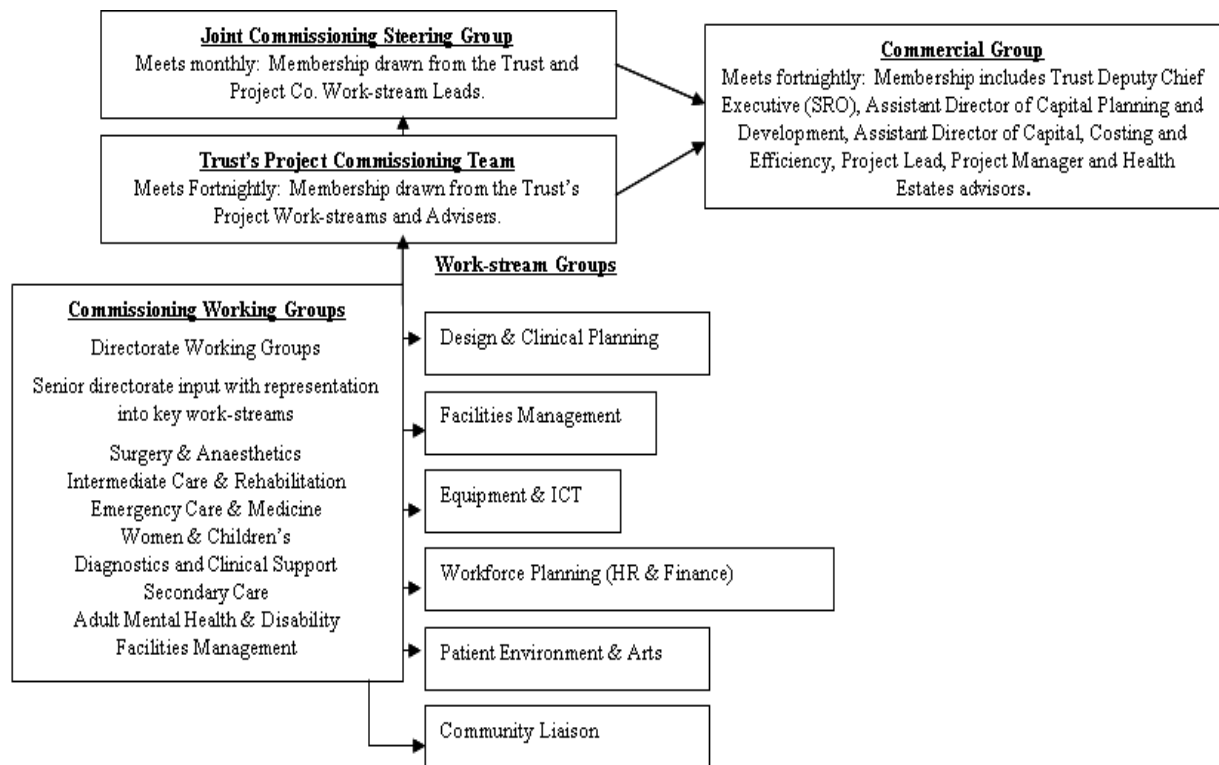 Joint Commissioning Steering Group
Meets monthly: Membership drawn from the Trust and
Project Co. Work-stream Leads.
Commercial Group
Meets fortnightly: Membership includes Trust Deputy Chief
Executive (SRO), Assistant Director of Capital Planning and
Development, Assistant Director of Capital, Costing and
Efficiency, Project Lead, Project Manager and Health
Estates advisors.
Trust's Project Commissioning Team
Meets Fortnightly: Membership drawn from the Trust's
Project Work-streams and Advisers.
Work-stream Groups
Commissioning Working Groups
Directorate Working Groups
Senior directorate input with representation
into key work-streams
Surgery & Anaesthetics
Intermediate Care & Rehabilitation
Emergency Care & Medicine
Women & Children's
Diagnostics and Clinical Support
Secondary Care
Adult Mental Health & Disability
Facilities Management
Design & Clinical Planning
Facilities Management
Equipment & ICT
Workforce Planning (HR & Finance)
Patient Environment & Arts
Community Liaison